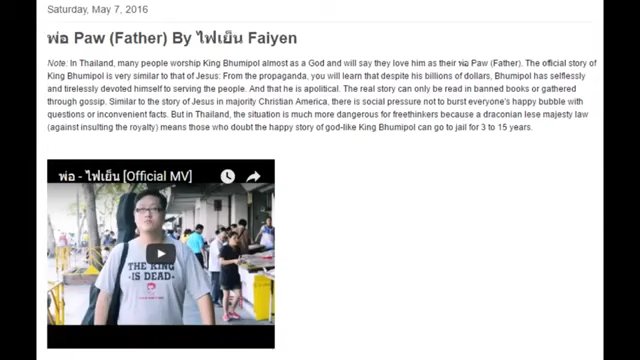 Saturday, May 7, 2016
พ่อ Paw (Father) By ไฟเย็น Faiyen
Note: In Thailand, many people worship King Bhumipol almost as a God and will say they love him as their พ่อ Paw (Father). The official story of
King Bhumipol is very similar to that of Jesus: From the propaganda, you will learn that despite his billions of dollars, Bhumipol has selflessly
and tirelessly devoted himself to serving the people. And that he is apolitical. The real story can only be read in banned books or gathered
through gossip. Similar to the story of Jesus in majority Christian America, there is social pressure not to burst everyone's happy bubble with
questions or inconvenient facts. But in Thailand, the situation is much more dangerous for freethinkers because a draconian lese majesty law
(against insulting the royalty) means those who doubt the happy story of god-like King Bhumipol can go to jail for 3 to 15 years.
พ่อ - ไฟเย็น [Official MV]
THE KING
-IS DEAD-